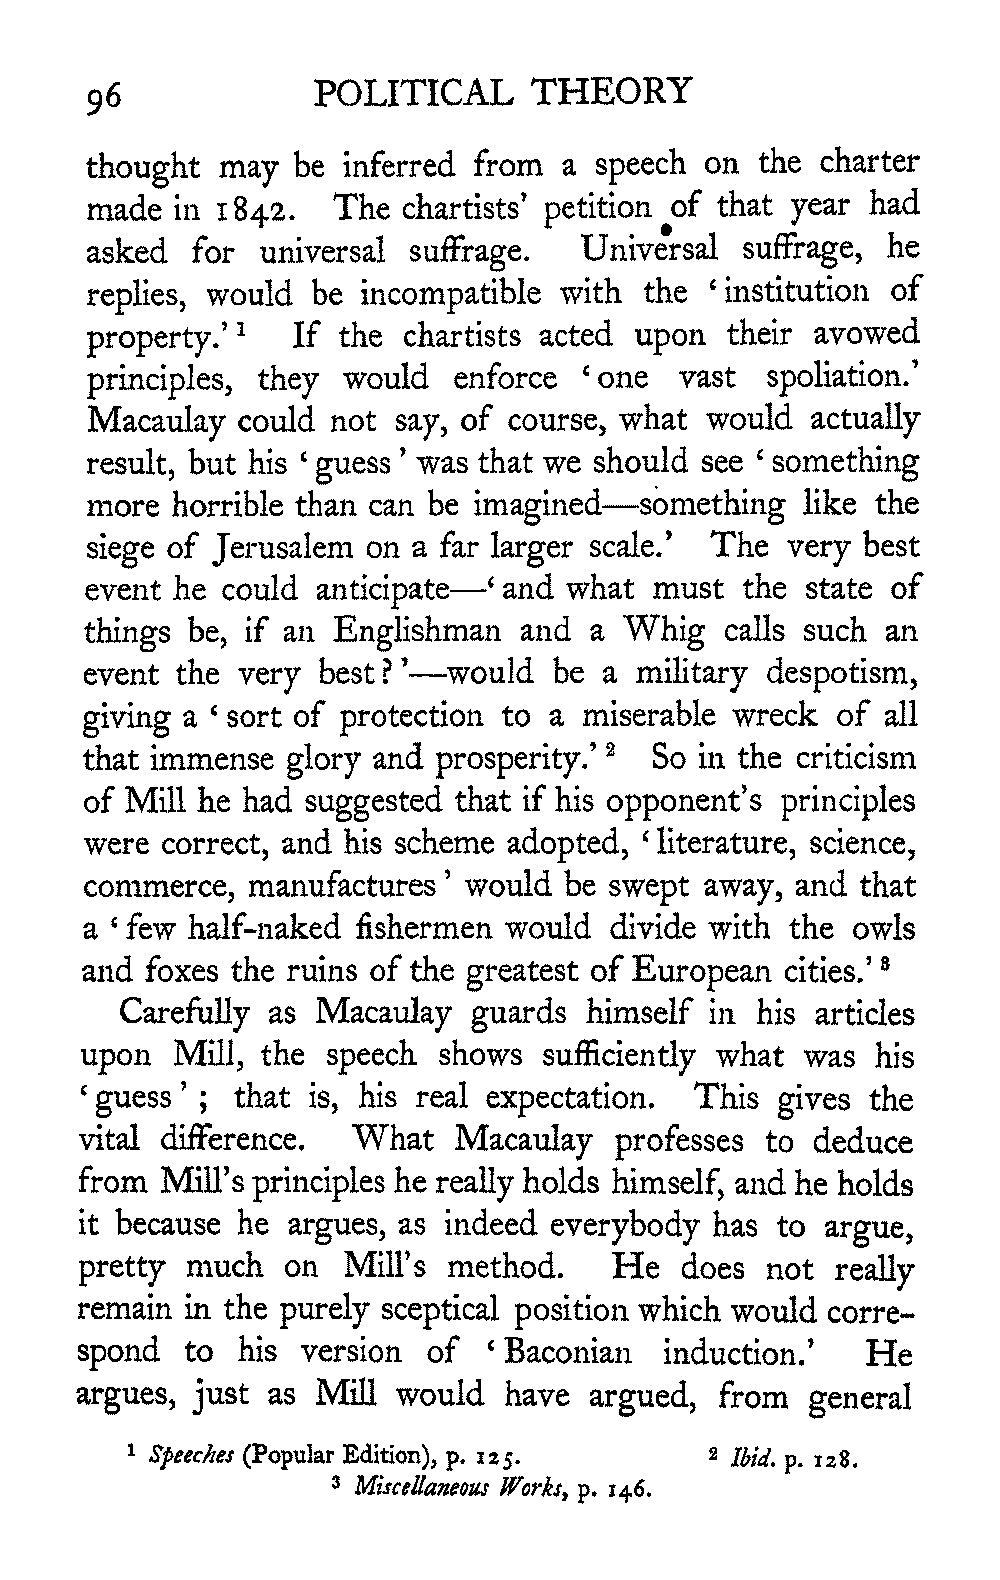 96 POLITICAL THEORY
thought may be inferred from a speech on the charter
made in 1842. The chartists' petition of that year had
asked for universal suffrage. Universal suffrage, he
replies, would be incompatible with the ‘institution of
property.’ ¹ If the chartists acted upon their avowed
principles, they would enforce ‘one vast spoliation.’
Macaulay could not say, of course, what would actually
result, but his ‘guess’ was that we should see ‘something
more horrible than can be imagined—something like the
siege of Jerusalem on a far larger scale.’ The very best
event he could anticipate—‘and what must the state of
things be, if an Englishman and a Whig calls such an
event the very best?’—would be a military despotism,
giving a ‘sort of protection to a miserable wreck of all
that immense glory and prosperity.’ ² So in the criticism
of Mill he had suggested that if his opponent's principles
were correct, and his scheme adopted, ‘literature, science,
commerce, manufactures’ would be swept away, and that
a ‘few half-naked fishermen would divide with the owls
and foxes the ruins of the greatest of European cities.’ ³
Carefully as Macaulay guards himself in his articles
upon Mill, the speech shows sufficiently what was his
‘guess’; that is, his real expectation. This gives the
vital difference. What Macaulay professes to deduce
from Mill's principles he really holds himself, and he holds
it because he argues, as indeed everybody has to argue,
pretty much on Mill's method. He does not really
remain in the purely sceptical position which would corre-
spond to his version of ‘Baconian induction.’ He
argues, just as Mill would have argued, from general
¹ Speeches (Popular Edition), p. 125. ² Ibid. p. 128.
³ Miscellaneous Works, p. 146.